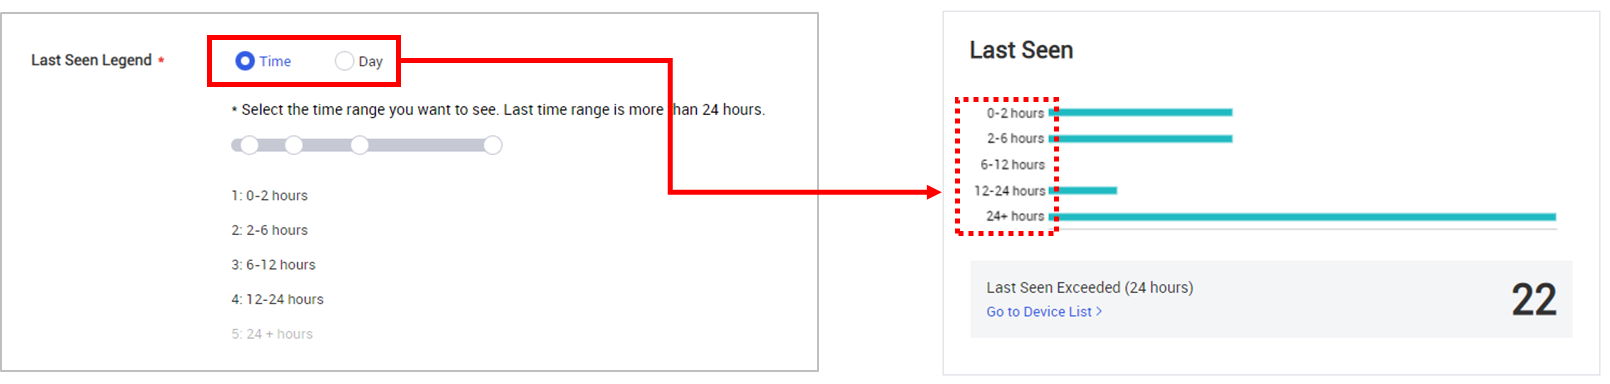 Last Seen Legend *
Time
Day
* Select the time range you want to see. Last time range is more than 24 hours.
1: 0-2 hours
2: 2-6 hours
3: 6-12 hours
4: 12-24 hours
5: 24 + hours
Last Seen
0-2 hours
2-6 hours
6-12 hours
12-24 hours
24+ hours
Last Seen Exceeded (24 hours)
22
Go to Device List >